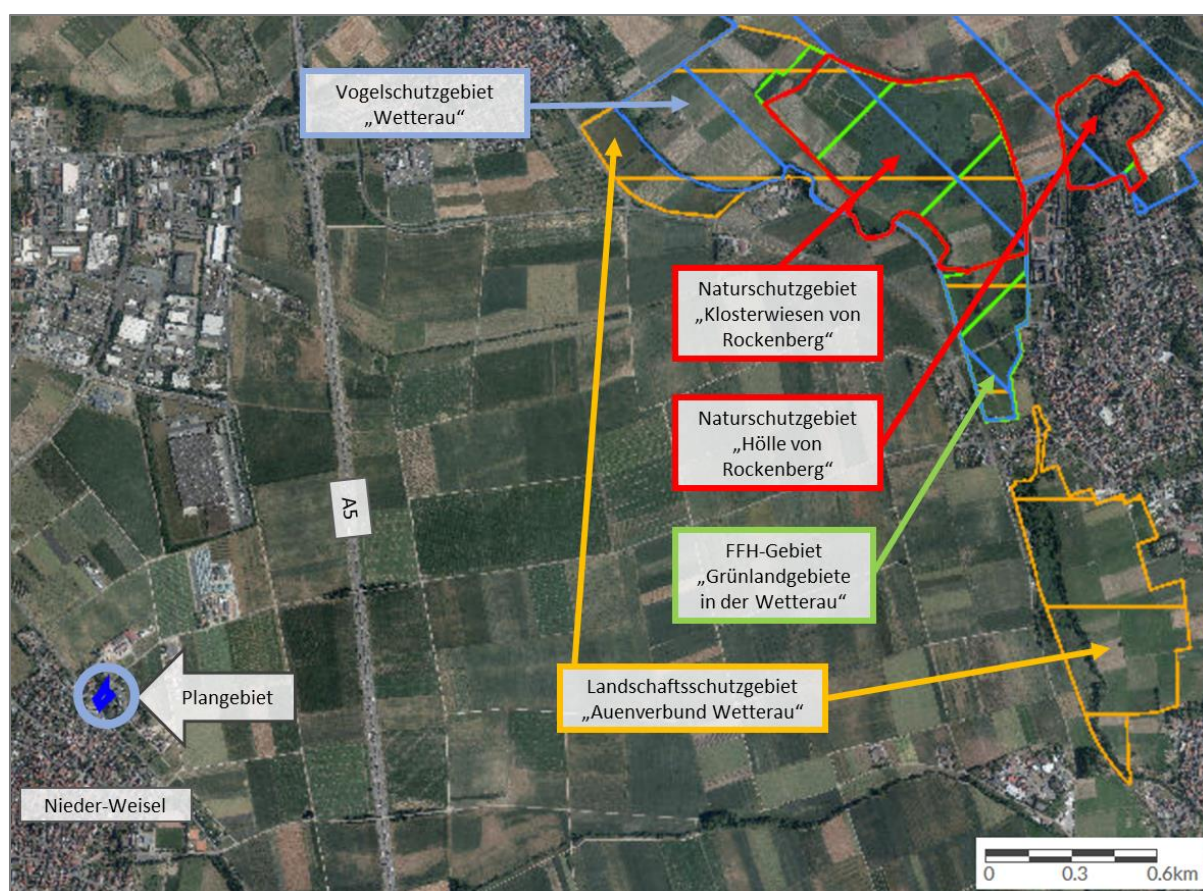 Vogelschutzgebiet
„Wetterau“
Naturschutzgebiet
„Klosterwiesen von
Rockenberg“
Naturschutzgebiet
„Hölle von
Rockenberg“
A5
FFH-Gebiet
„Grünlandgebiete
in der Wetterau“
Plangebiet
Landschaftsschutzgebiet
„Auenverbund Wetterau“
Nieder-Weisel
0 0.3 0.6km